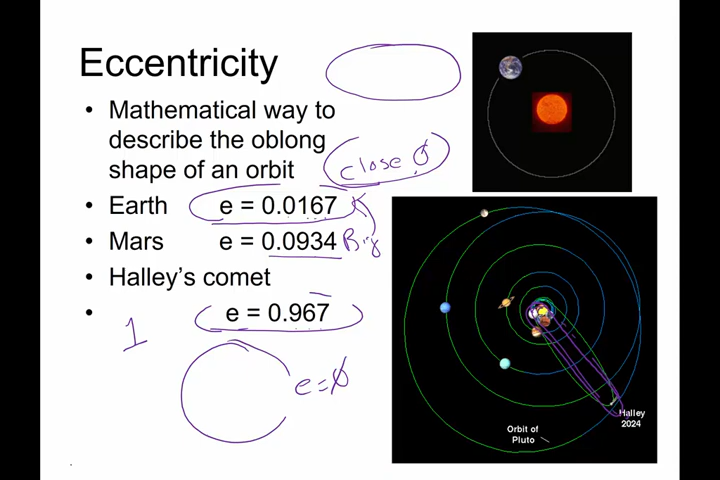 Eccentricity
• Mathematical way to
describe the oblong
shape of an orbit
close 0
• Earth e = 0.0167
• Mars e = 0.0934 Big
• Halley's comet
• e = 0.967
1
e = 0
Halley
2024
Orbit of
Pluto